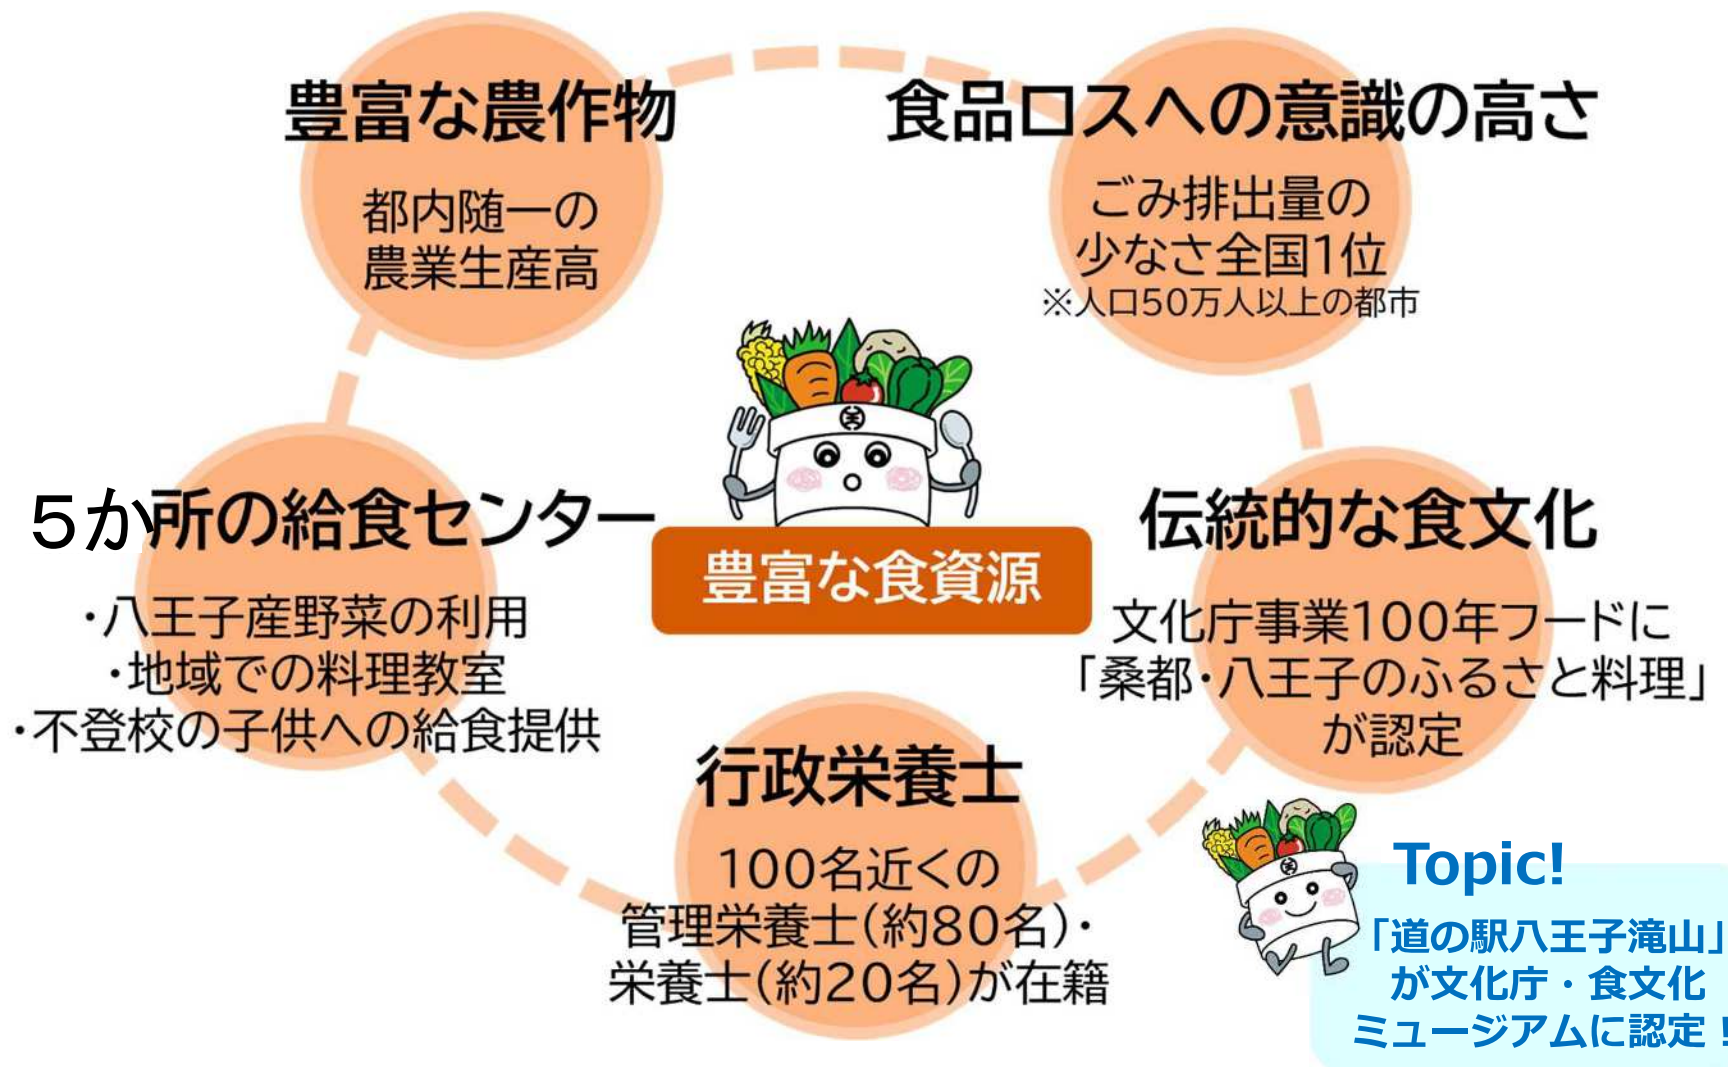 豊富な農作物
都内随一の
農業生産高
食品ロスへの意識の高さ
ごみ排出量の
少なさ全国1位
※人口50万人以上の都市
5か所の給食センター
・八王子産野菜の利用
・地域での料理教室
・不登校の子供への給食提供
豊富な食資源
伝統的な食文化
文化庁事業100年フードに
「桑都・八王子のふるさと料理」
が認定
行政栄養士
100名近くの
管理栄養士(約80名)・
栄養士(約20名)が在籍
Topic!
「道の駅八王子滝山」
が文化庁・食文化
ミュージアムに認定！